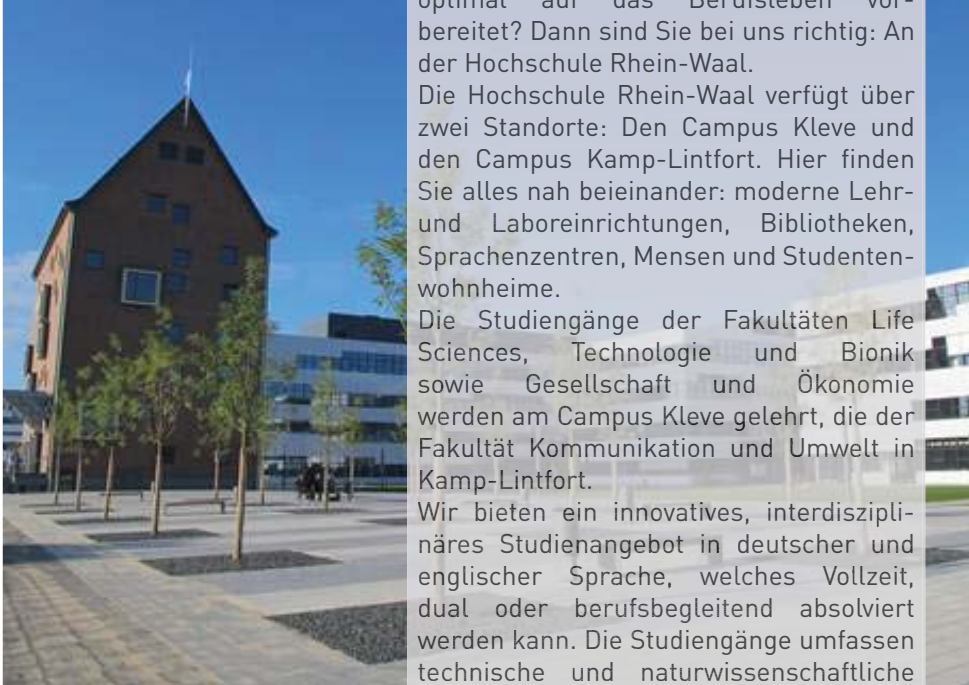 optimal auf das Berufsleben vor-
bereitet? Dann sind Sie bei uns richtig: An
der Hochschule Rhein-Waal.
Die Hochschule Rhein-Waal verfügt über
zwei Standorte: Den Campus Kleve und
den Campus Kamp-Lintfort. Hier finden
Sie alles nah beieinander: moderne Lehr-
und Laboreinrichtungen, Bibliotheken,
Sprachenzentren, Mensen und Studenten-
wohnheime.
Die Studiengänge der Fakultäten Life
Sciences, Technologie und Bionik
sowie Gesellschaft und Ökonomie
werden am Campus Kleve gelehrt, die der
Fakultät Kommunikation und Umwelt in
Kamp-Lintfort.
Wir bieten ein innovatives, interdiszipli-
näres Studienangebot in deutscher und
englischer Sprache, welches Vollzeit,
dual oder berufsbegleitend absolviert
werden kann. Die Studiengänge umfassen
technische und naturwissenschaftliche